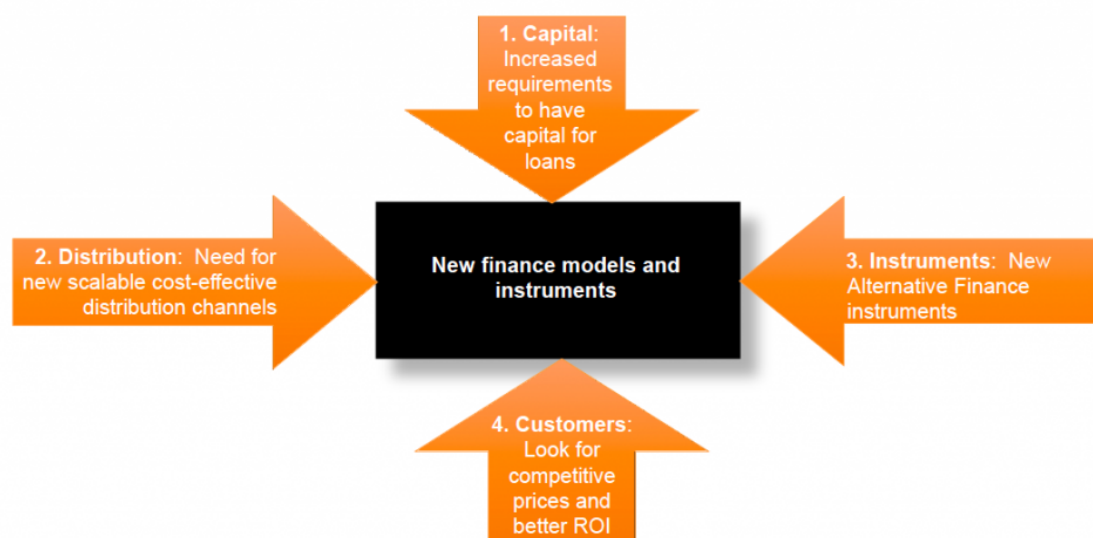 1. Capital:
Increased
requirements
to have
capital for
loans
2. Distribution:  Need for
new scalable cost-effective
distribution channels
New finance models and
instruments
3. Instruments:  New
Alternative Finance
instruments
4. Customers:
Look for
competitive
prices and
better ROI